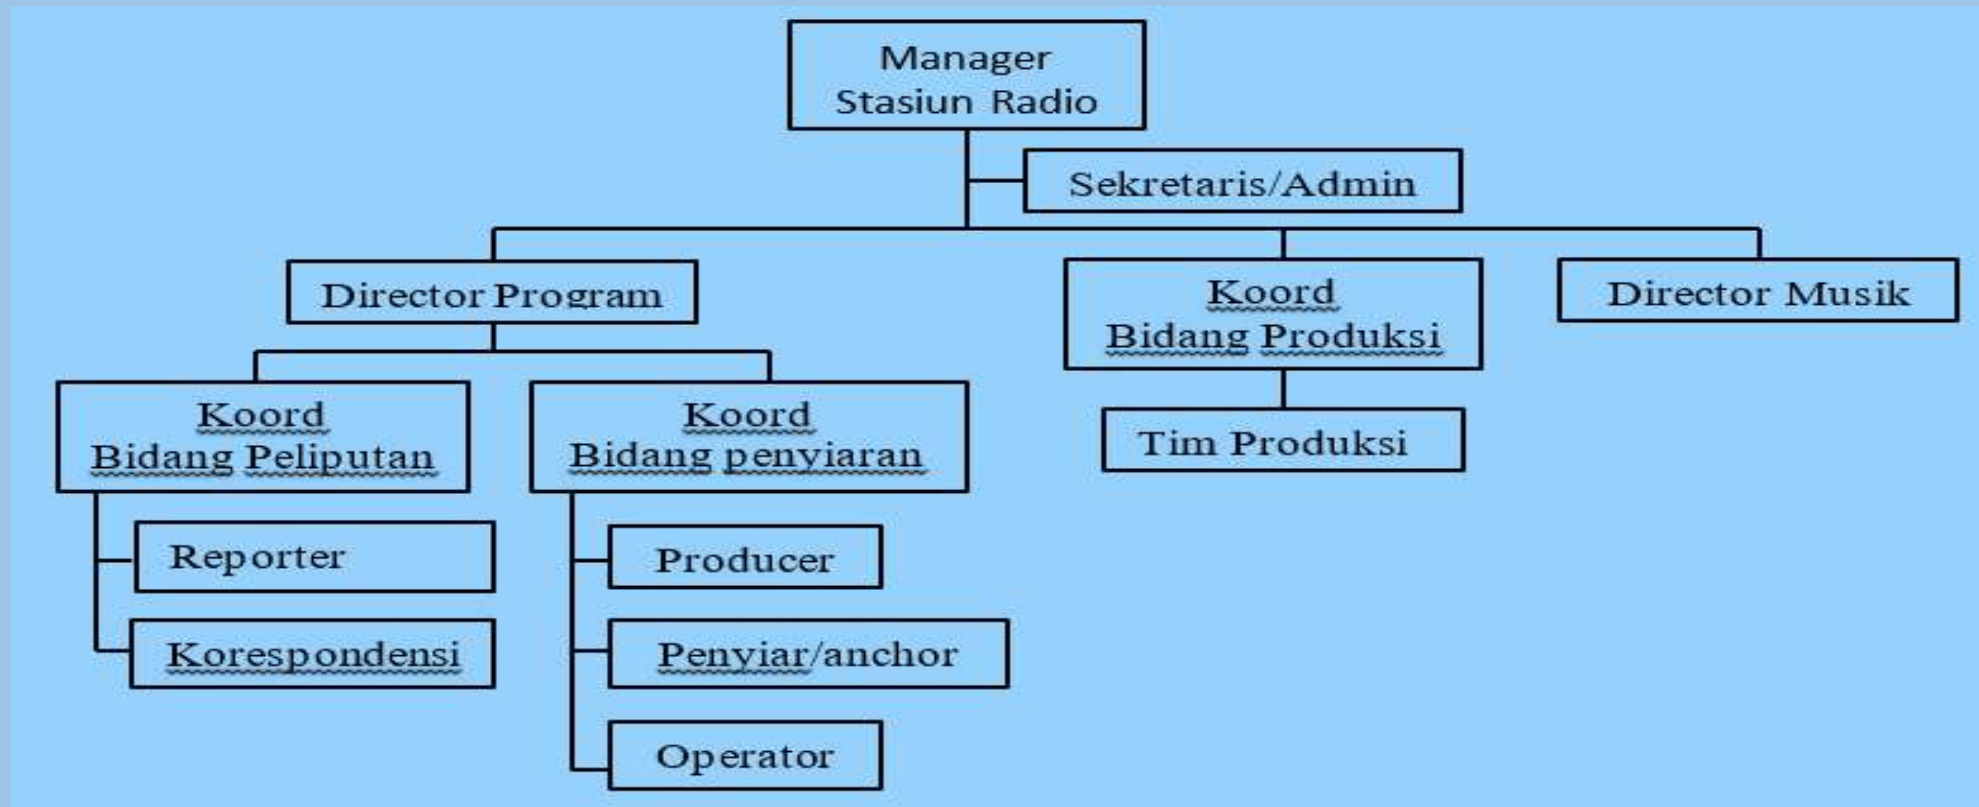 Manager
Stasiun Radio
Sekretaris/Admin
Director Program
Koord
Bidang Produksi
Director Musik
Koord
Bidang Peliputan
Koord
Bidang penyiaran
Tim Produksi
Reporter
Producer
Korespondensi
Penyiar/anchor
Operator